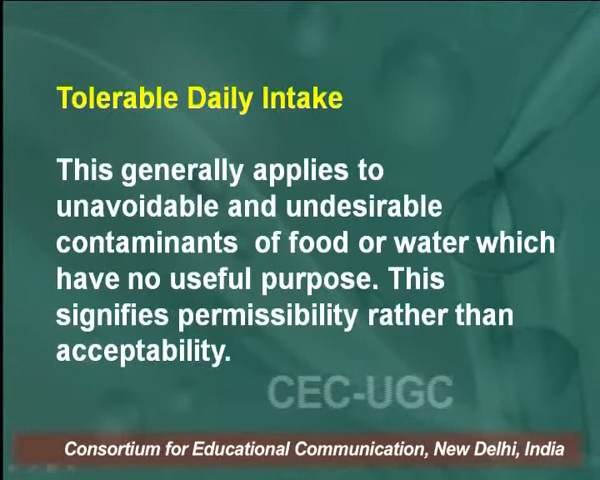 Tolerable Daily Intake
This generally applies to
unavoidable and undesirable
contaminants of food or water which
have no useful purpose. This
signifies permissibility rather than
acceptability.
CEC-UGC
Consortium for Educational Communication, New Delhi, India